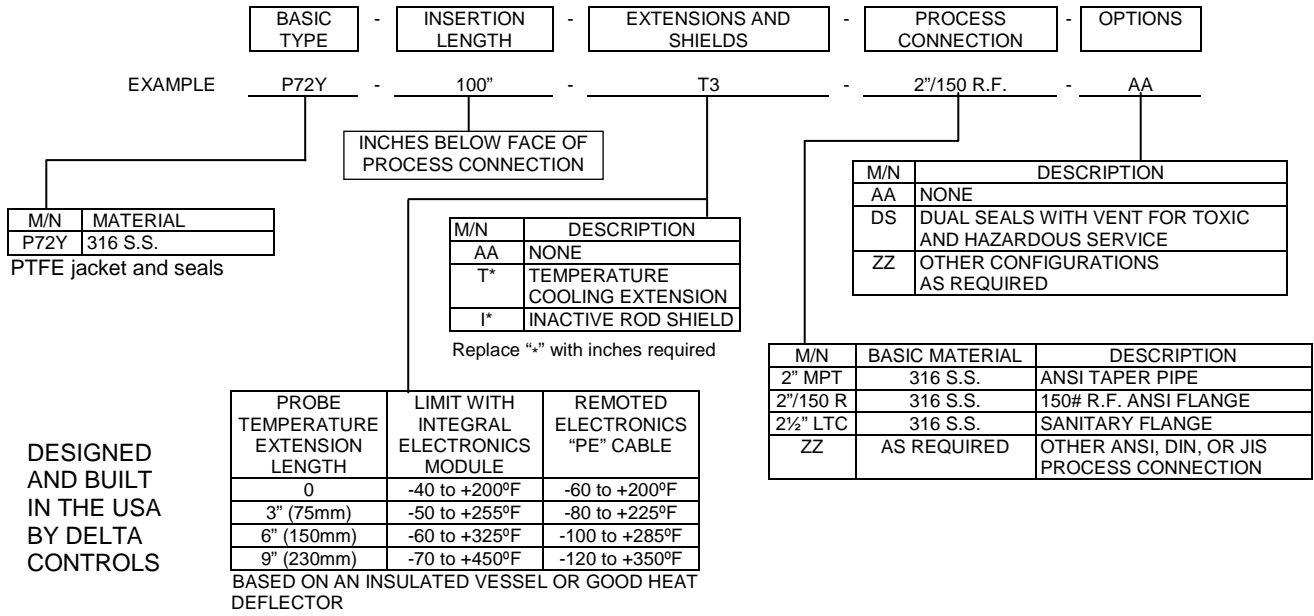 BASIC TYPE - INSERTION LENGTH - EXTENSIONS AND SHIELDS - PROCESS CONNECTION - OPTIONS
EXAMPLE P72Y - 100” - T3 - 2”/150 R.F. - AA
INCHES BELOW FACE OF
PROCESS CONNECTION
M/N MATERIAL
P72Y 316 S.S.
PTFE jacket and seals
M/N DESCRIPTION
AA NONE
T* TEMPERATURE
COOLING EXTENSION
I* INACTIVE ROD SHIELD
Replace “*” with inches required
M/N DESCRIPTION
AA NONE
DS DUAL SEALS WITH VENT FOR TOXIC
AND HAZARDOUS SERVICE
ZZ OTHER CONFIGURATIONS
AS REQUIRED
M/N BASIC MATERIAL DESCRIPTION
2” MPT 316 S.S. ANSI TAPER PIPE
2”/150 R 316 S.S. 150# R.F. ANSI FLANGE
2½” LTC 316 S.S. SANITARY FLANGE
ZZ AS REQUIRED OTHER ANSI, DIN, OR JIS
PROCESS CONNECTION
PROBE TEMPERATURE EXTENSION LENGTH LIMIT WITH INTEGRAL ELECTRONICS MODULE REMOTED ELECTRONICS “PE” CABLE
0 -40 to +200ºF -60 to +200ºF
3” (75mm) -50 to +255ºF -80 to +225ºF
6” (150mm) -60 to +325ºF -100 to +285ºF
9” (230mm) -70 to +450ºF -120 to +350ºF
BASED ON AN INSULATED VESSEL OR GOOD HEAT
DEFLECTOR
DESIGNED
AND BUILT
IN THE USA
BY DELTA
CONTROLS